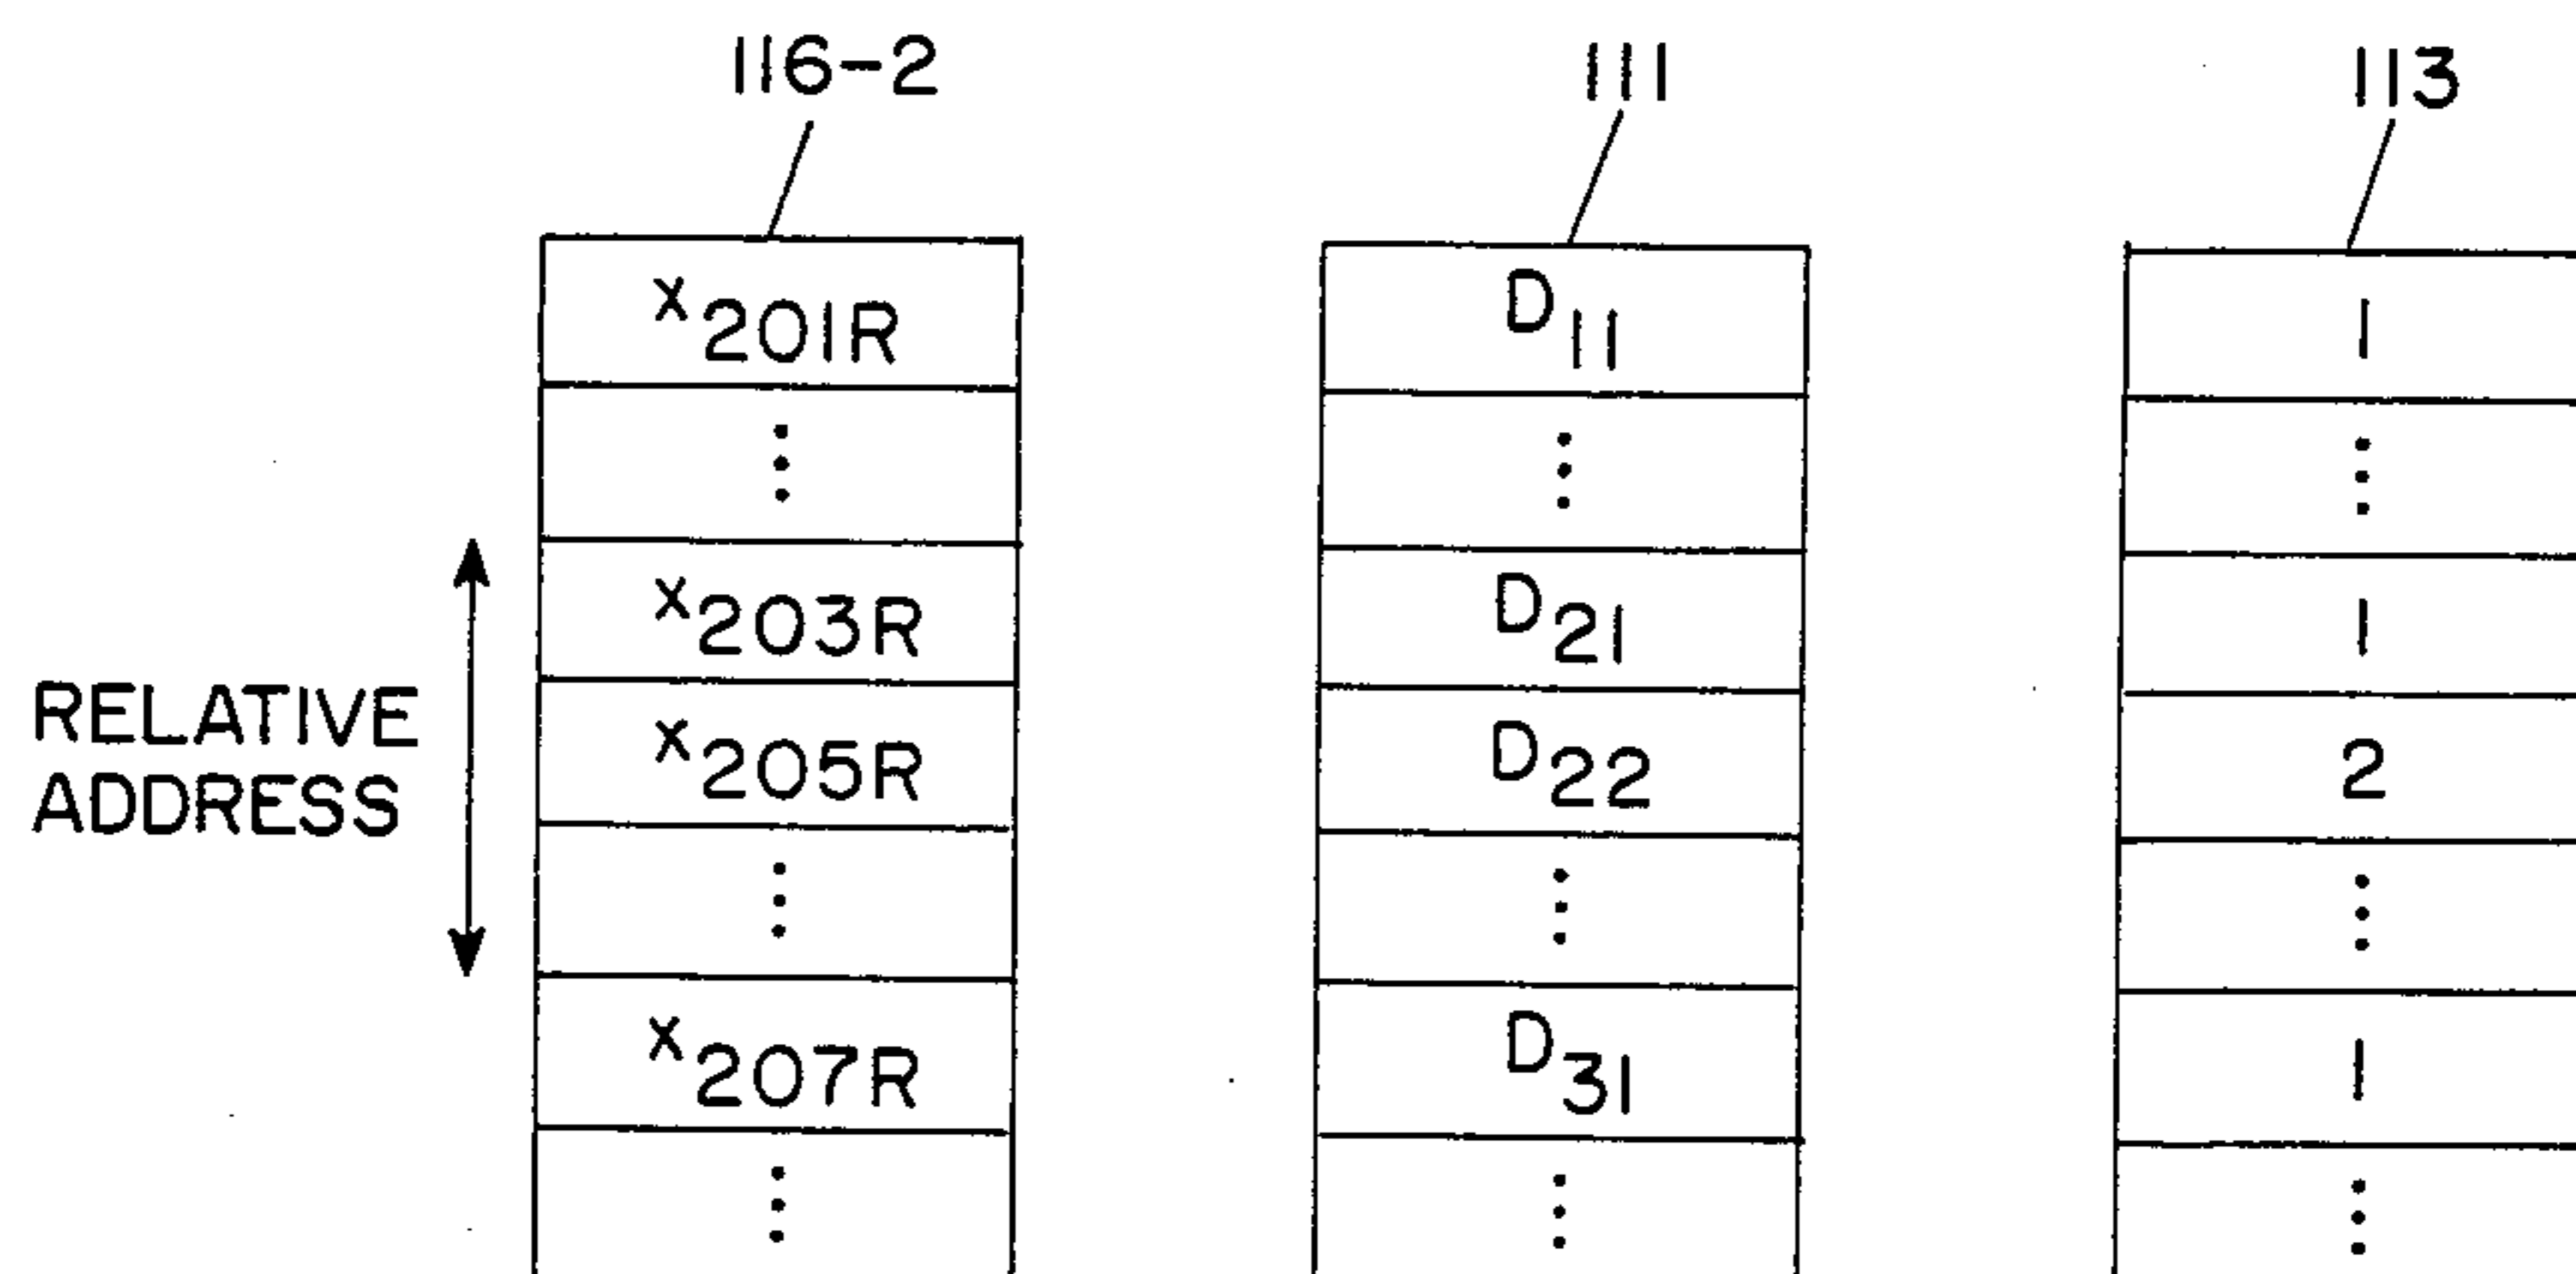 116-2 111 113
x201R D11 1
⋮ ⋮ ⋮
x203R D21 1
RELATIVE
ADDRESS
x205R D22 2
⋮ ⋮ ⋮
x207R D31 1
⋮ ⋮ ⋮